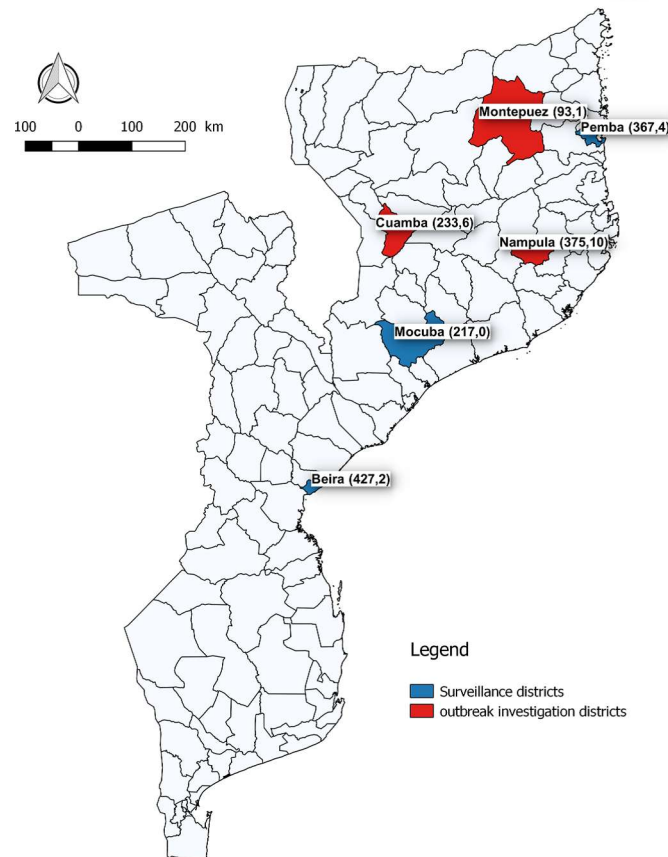 Montepuez (93,1)
Pemba (367,4)
100 0 100 200 km
Cuamba (233,6)
Nampula (375,10)
Mocuba (217,0)
Beira (427,2)
Legend
Surveillance districts
outbreak investigation districts